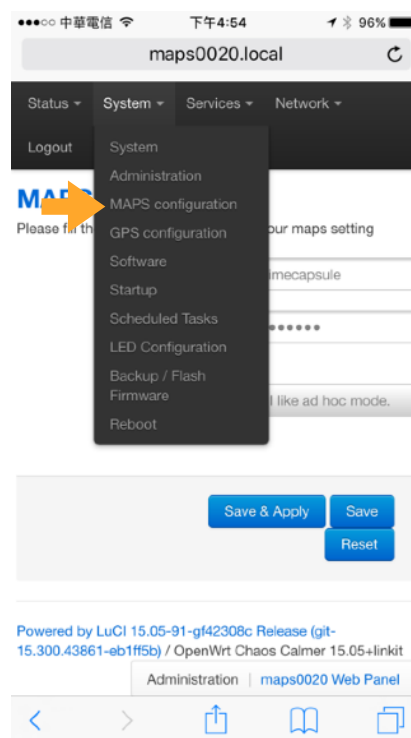 中華電信 下午4:54 96%
maps0020.local
Status System Services Network
Logout
System
Administration
MAPS
MAPS configuration
Please fill th our maps setting
GPS configuration
Software
imecapsule
Startup
Scheduled Tasks
••••••
LED Configuration
Backup / Flash
Firmware
I like ad hoc mode.
Reboot
Save & Apply Save
Reset
Powered by LuCI 15.05-91-gf42308c Release (git-
15.300.43861-eb1ff5b) / OpenWrt Chaos Calmer 15.05+linkit
Administration | maps0020 Web Panel